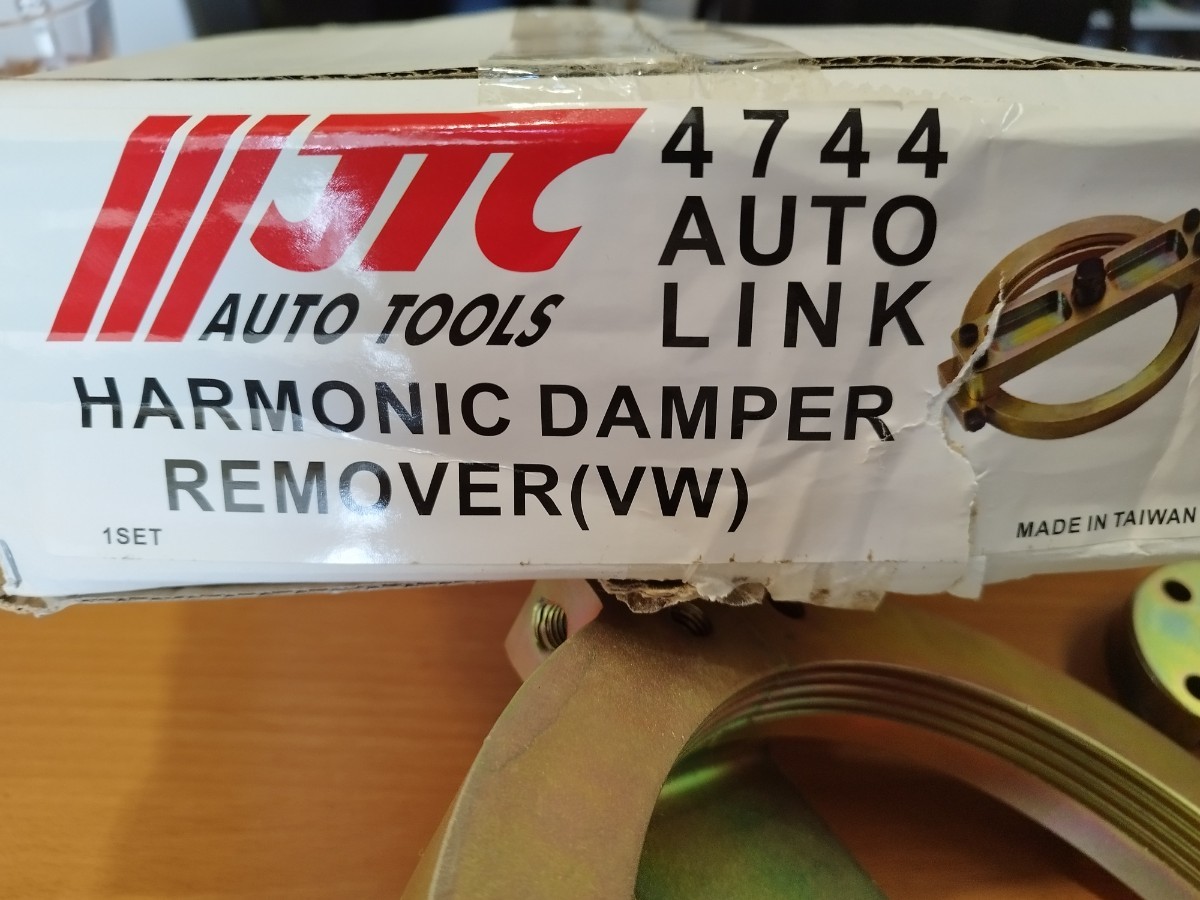 JTC
AUTO TOOLS
4744
AUTO
LINK
HARMONIC DAMPER
REMOVER(VW)
1SET
MADE IN TAIWAN